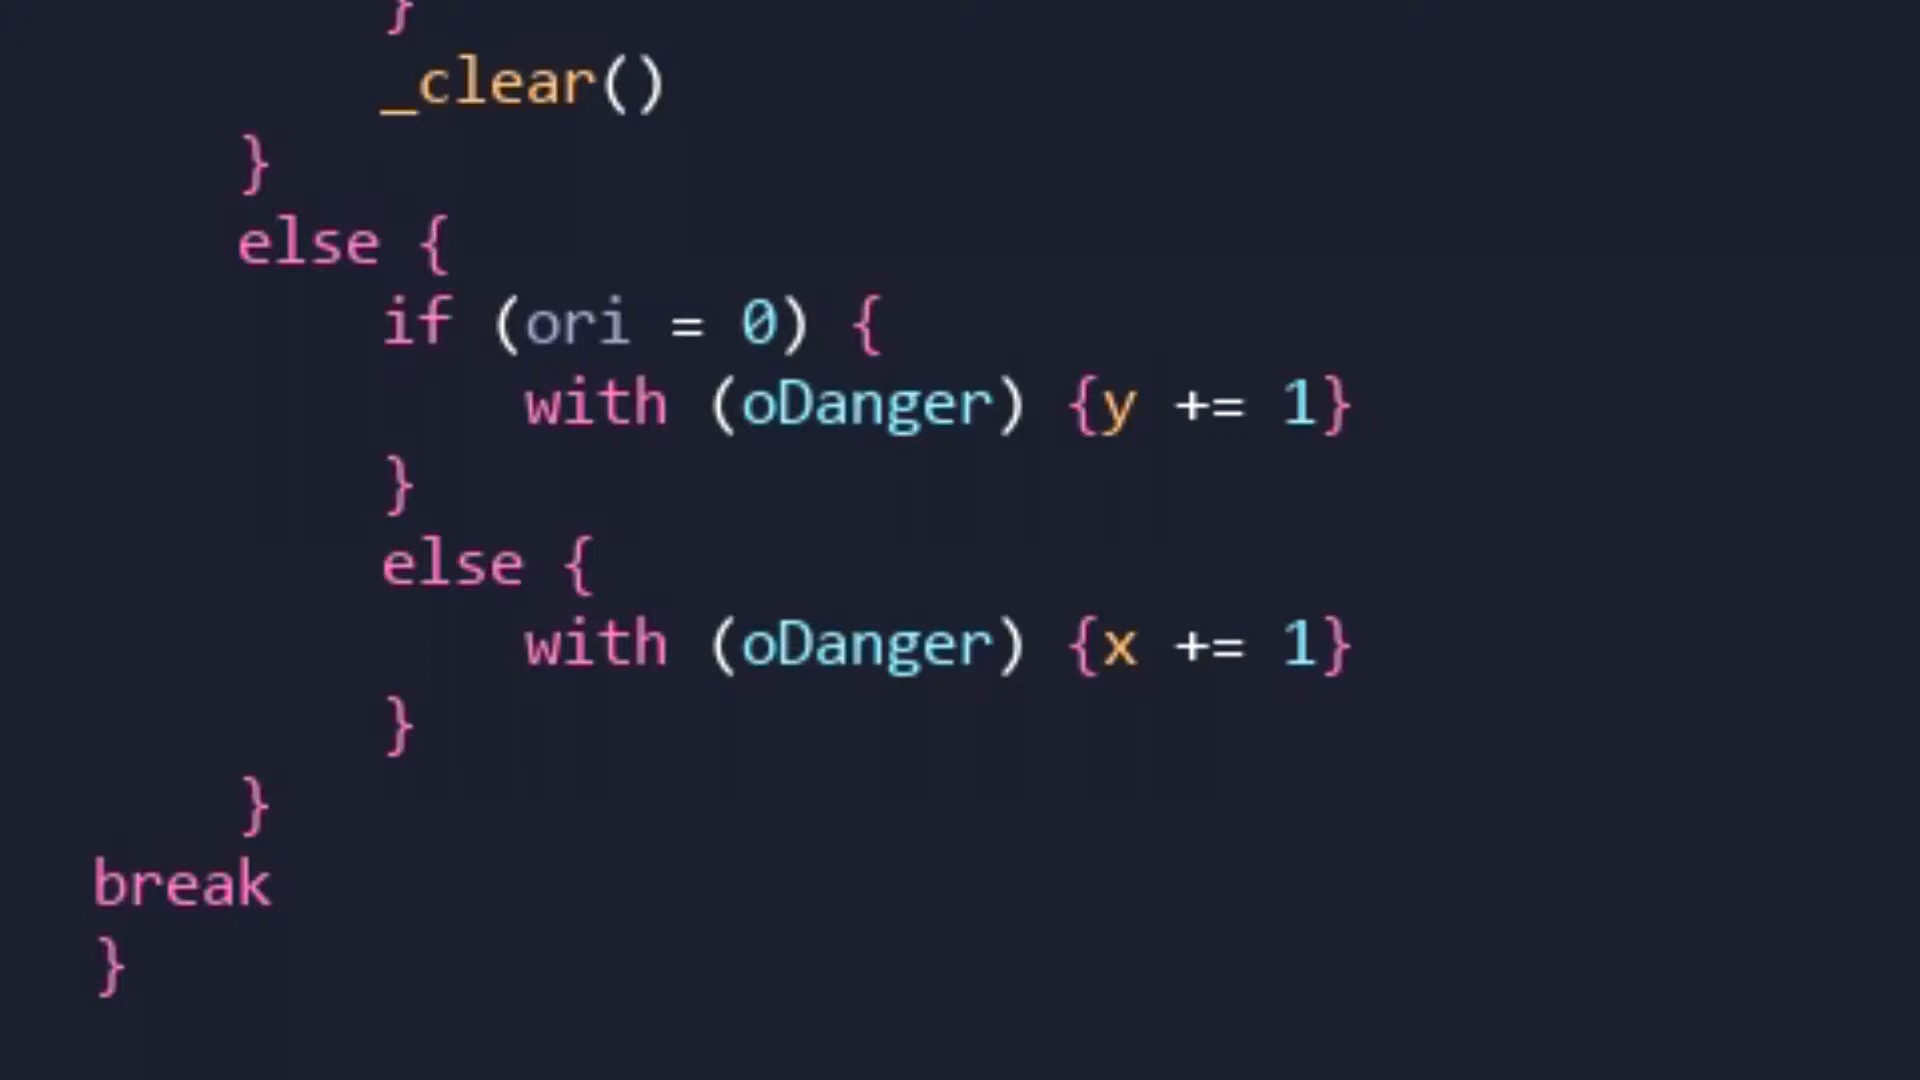 }
_clear()
}
else {
if (ori = 0) {
with (oDanger) {y += 1}
}
else {
with (oDanger) {x += 1}
}
}
break
}